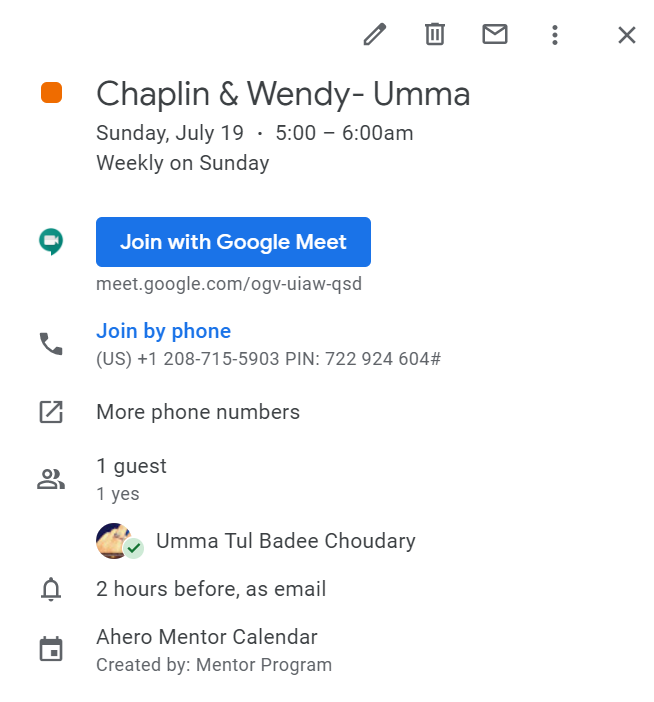 Chaplin & Wendy- Umma
Sunday, July 19 · 5:00 – 6:00am
Weekly on Sunday
Join with Google Meet
meet.google.com/ogv-uiaw-qsd
Join by phone
(US) +1 208-715-5903 PIN: 722 924 604#
More phone numbers
1 guest
1 yes
Umma Tul Badee Choudary
2 hours before, as email
Ahero Mentor Calendar
Created by: Mentor Program